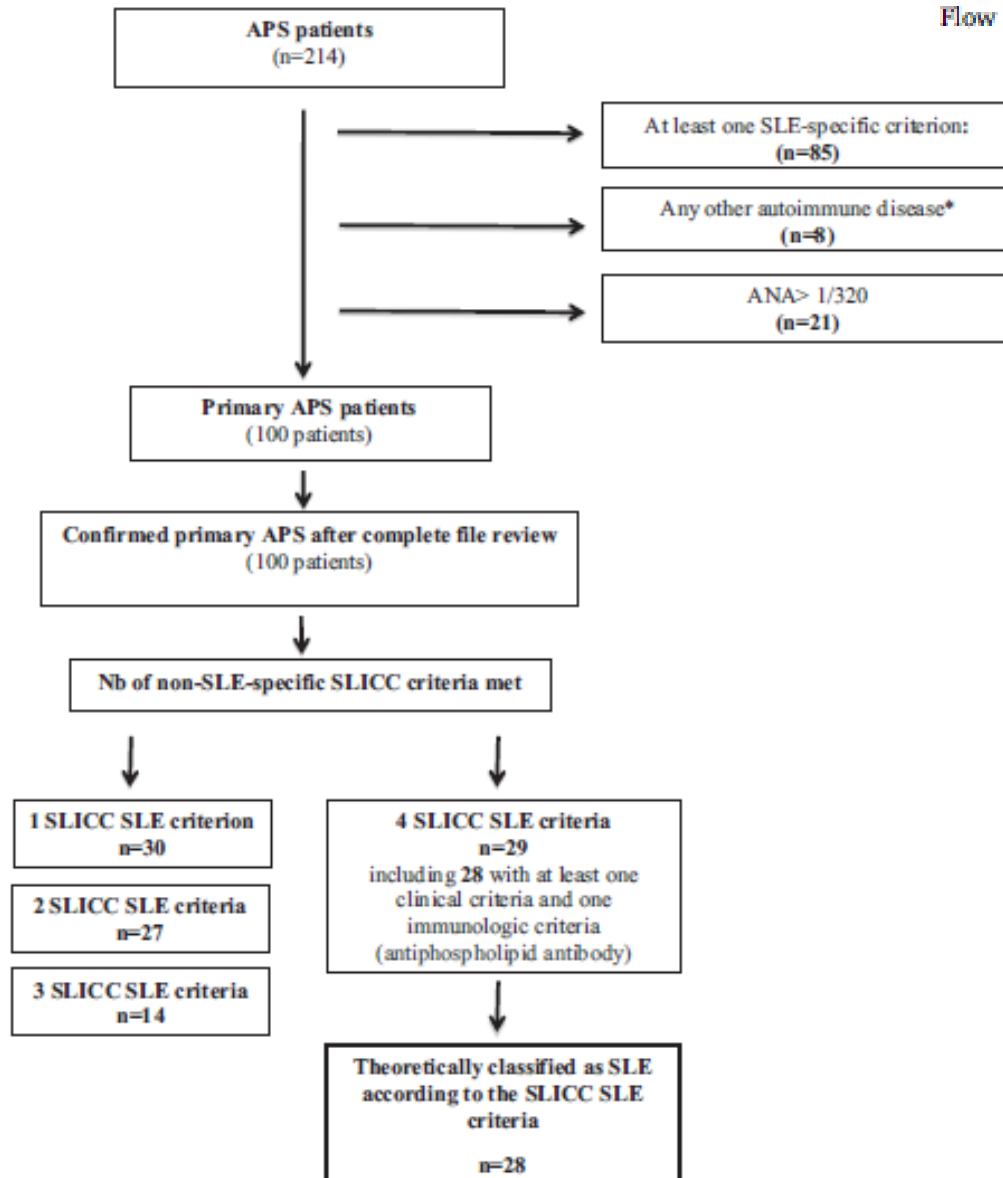 Flow
APS patients
(n=214)
At least one SLE-specific criterion:
(n=85)
Any other autoimmune disease*
(n=8)
ANA> 1/320
(n=21)
Primary APS patients
(100 patients)
Confirmed primary APS after complete file review
(100 patients)
Nb of non-SLE-specific SLICC criteria met
1 SLICC SLE criterion
n=30
2 SLICC SLE criteria
n=27
3 SLICC SLE criteria
n=14
4 SLICC SLE criteria
n=29
including 28 with at least one
clinical criteria and one
immunologic criteria
(antiphospholipid antibody)
Theoretically classified as SLE
according to the SLICC SLE
criteria
n=28